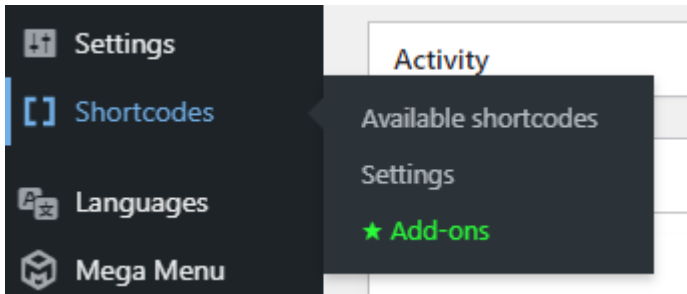 Settings
Shortcodes
Languages
Mega Menu
Activity
Available shortcodes
Settings
★ Add-ons